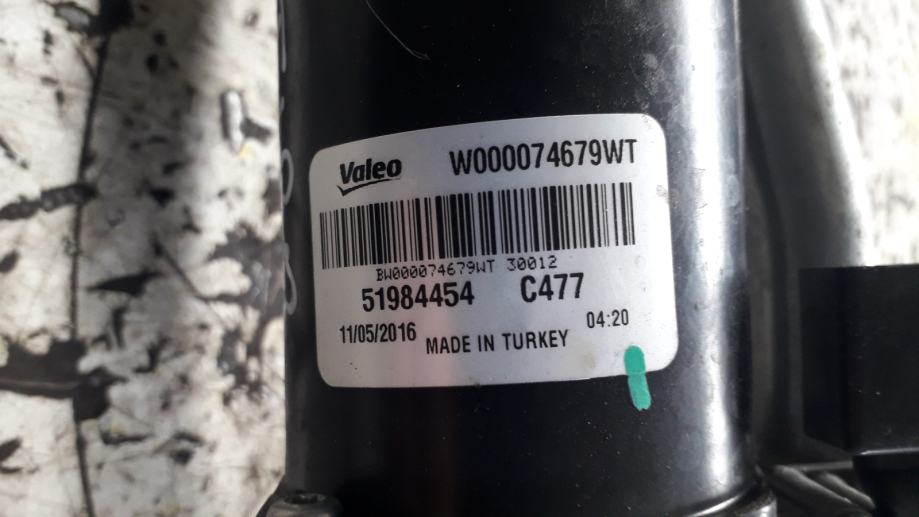 Valeo W000074679WT
BW000074679WT 30012
51984454 C477
11/05/2016 MADE IN TURKEY 04:20